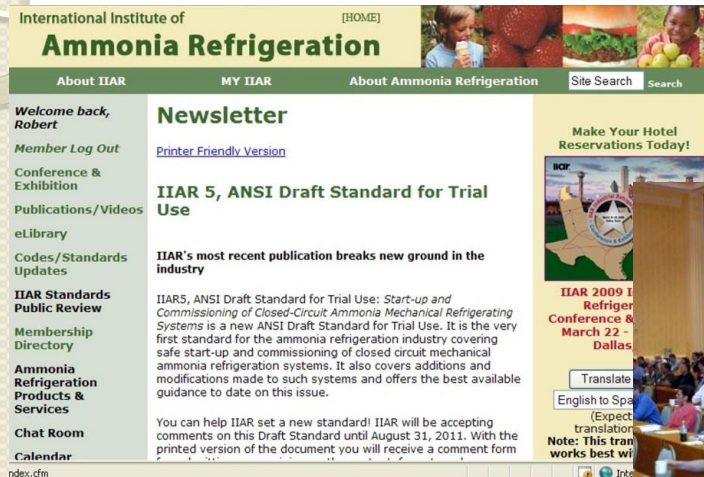 International Institute of
[HOME]
Ammonia Refrigeration
About IIAR MY IIAR About Ammonia Refrigeration Site Search Search
Welcome back,
Robert
Member Log Out
Conference &
Exhibition
Publications/Videos
eLibrary
Codes/Standards
Updates
IIAR Standards
Public Review
Membership
Directory
Ammonia
Refrigeration
Products &
Services
Chat Room
Calendar
Newsletter
Printer Friendly Version
IIAR 5, ANSI Draft Standard for Trial
Use
IIAR's most recent publication breaks new ground in the
industry
IIAR5, ANSI Draft Standard for Trial Use: Start-up and
Commissioning of Closed-Circuit Ammonia Mechanical Refrigerating
Systems is a new ANSI Draft Standard for Trial Use. It is the very
first standard for the ammonia refrigeration industry covering
safe start-up and commissioning of closed circuit mechanical
ammonia refrigeration systems. It also covers additions and
modifications made to such systems and offers the best available
guidance to date on this issue.
You can help IIAR set a new standard! IIAR will be accepting
comments on this Draft Standard until August 31, 2011. With the
printed version of the document you will receive a comment form
Make Your Hotel
Reservations Today!
IIAR
IIAR 2009 I
Refriger
Conference &
March 22 -
Dallas,
Translate
English to Spa
(Expect
translation
Note: This tran
works best wi
ndex.cfm
Inte